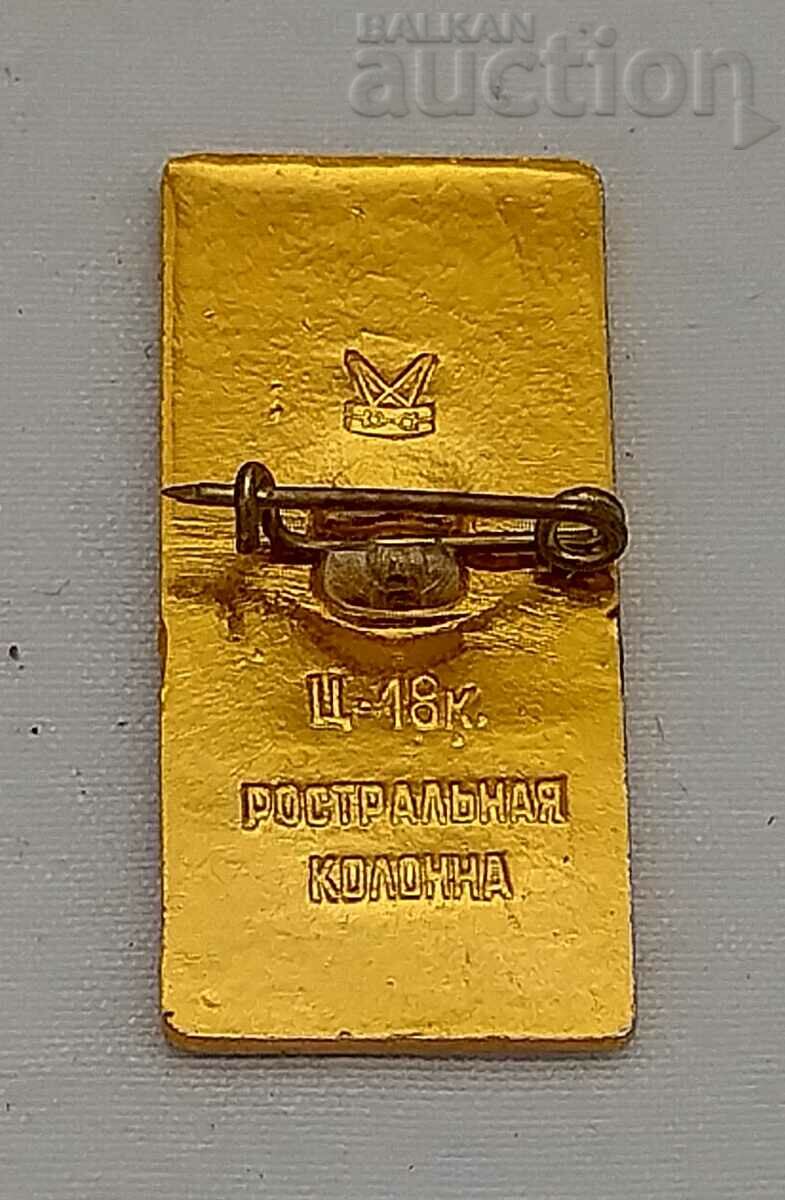 BALKAN
auction
Ц-18к.
РОСТРАЛЬНАЯ
КОЛОННА